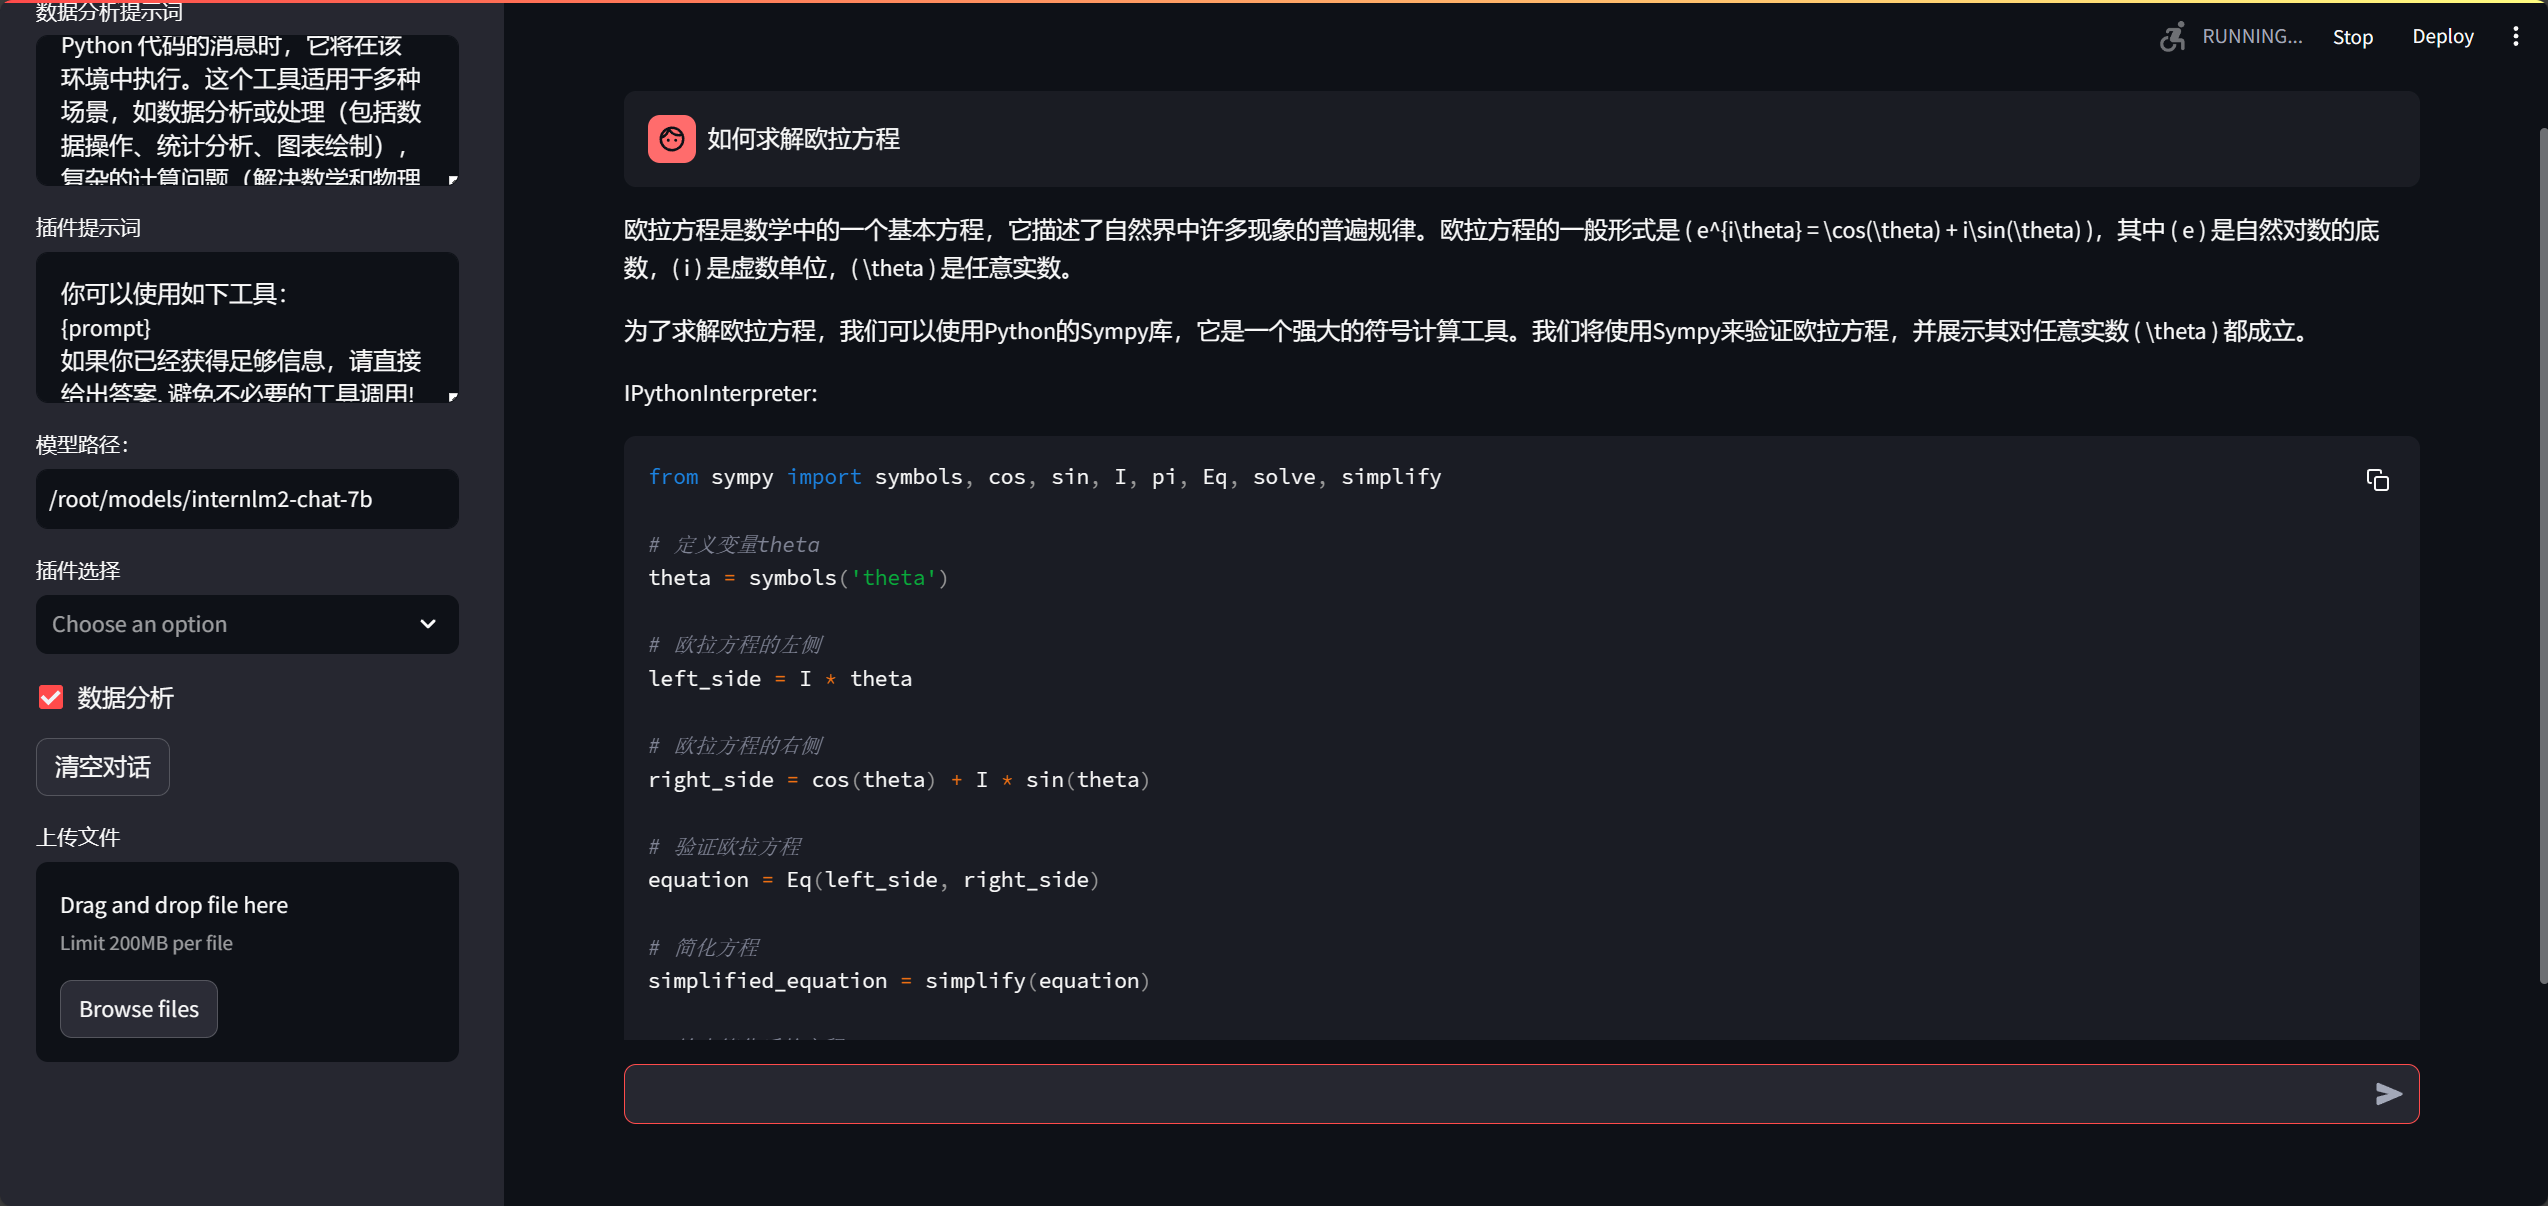 数据分析提示词
Python 代码的消息时，它将在该
环境中执行。这个工具适用于多种
场景，如数据分析或处理（包括数
据操作、统计分析、图表绘制），
复杂的计算问题（解决数学和物理
插件提示词
你可以使用如下工具：
{prompt}
如果你已经获得足够信息，请直接
给出答案. 避免不必要的工具调用!
模型路径：
/root/models/internlm2-chat-7b
插件选择
Choose an option
数据分析
清空对话
上传文件
Drag and drop file here
Limit 200MB per file
Browse files
RUNNING...
Stop
Deploy
如何求解欧拉方程
欧拉方程是数学中的一个基本方程，它描述了自然界中许多现象的普遍规律。欧拉方程的一般形式是 ( e^{i\theta} = \cos(\theta) + i\sin(\theta) )，其中 ( e ) 是自然对数的底
数，( i ) 是虚数单位，( \theta ) 是任意实数。
为了求解欧拉方程，我们可以使用Python的Sympy库，它是一个强大的符号计算工具。我们将使用Sympy来验证欧拉方程，并展示其对任意实数 ( \theta ) 都成立。
IPythonInterpreter:
from sympy import symbols, cos, sin, I, pi, Eq, solve, simplify
# 定义变量theta
theta = symbols('theta')
# 欧拉方程的左侧
left_side = I * theta
# 欧拉方程的右侧
right_side = cos(theta) + I * sin(theta)
# 验证欧拉方程
equation = Eq(left_side, right_side)
# 简化方程
simplified_equation = simplify(equation)